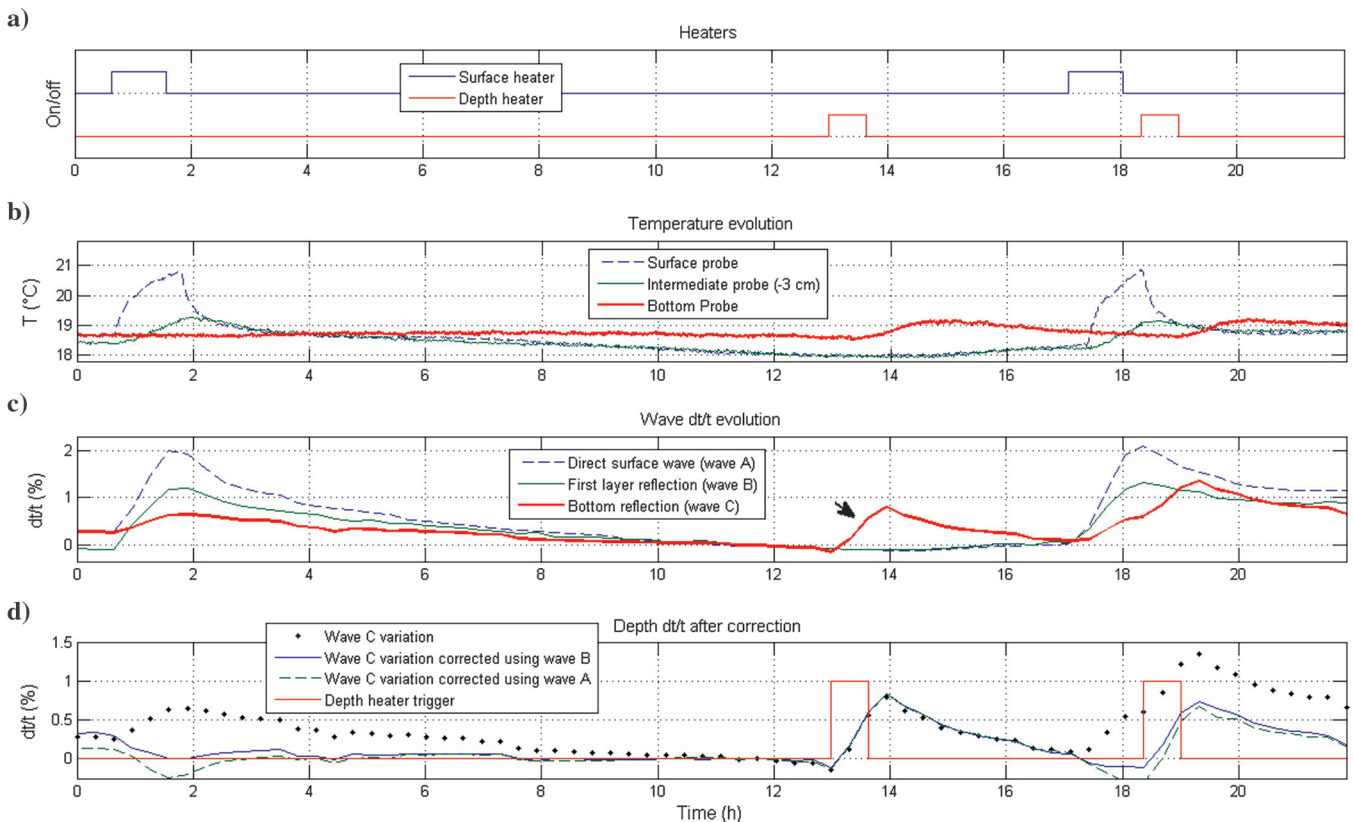 a)
Heaters
On/off
Surface heater
Depth heater
0 2 4 6 8 10 12 14 16 18 20
b)
Temperature evolution
T (°C)
21
20
19
18
Surface probe
Intermediate probe (-3 cm)
Bottom Probe
0 2 4 6 8 10 12 14 16 18 20
c)
Wave dt/t evolution
dt/t (%)
2
1
0
Direct surface wave (wave A)
First layer reflection (wave B)
Bottom reflection (wave C)
0 2 4 6 8 10 12 14 16 18 20
d)
Depth dt/t after correction
dt/t (%)
1.5
1
0.5
0
Wave C variation
Wave C variation corrected using wave B
Wave C variation corrected using wave A
Depth heater trigger
0 2 4 6 8 10 12 14 16 18 20
Time (h)